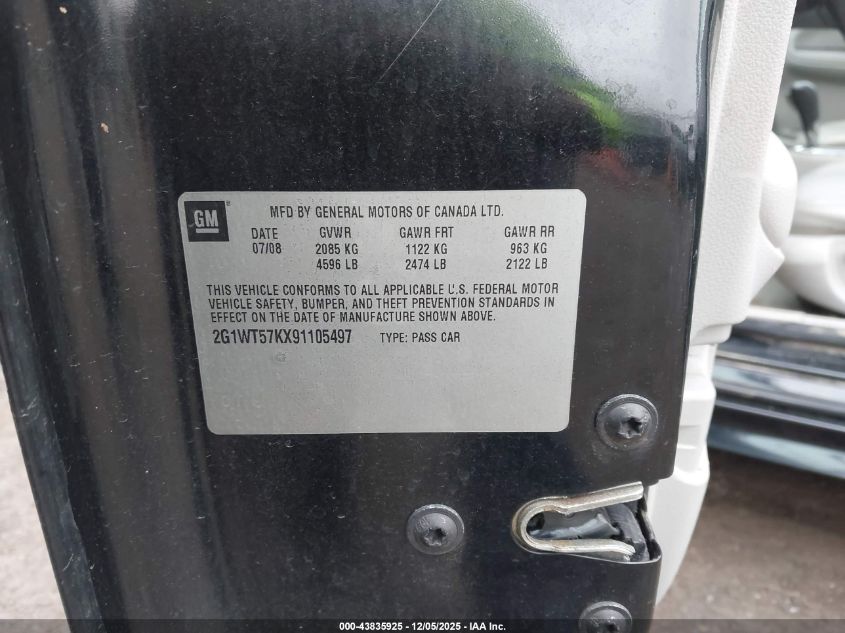 GM
MFD BY GENERAL MOTORS OF CANADA LTD.
DATE GVWR GAWR FRT GAWR RR
07/08 2085 KG 1122 KG 963 KG
4596 LB 2474 LB 2122 LB
THIS VEHICLE CONFORMS TO ALL APPLICABLE U.S. FEDERAL MOTOR
VEHICLE SAFETY, BUMPER, AND THEFT PREVENTION STANDARDS IN
EFFECT ON THE DATE OF MANUFACTURE SHOWN ABOVE.
2G1WT57KX91105497 TYPE: PASS CAR
000-43835925 • 12/05/2025 • IAA Inc.